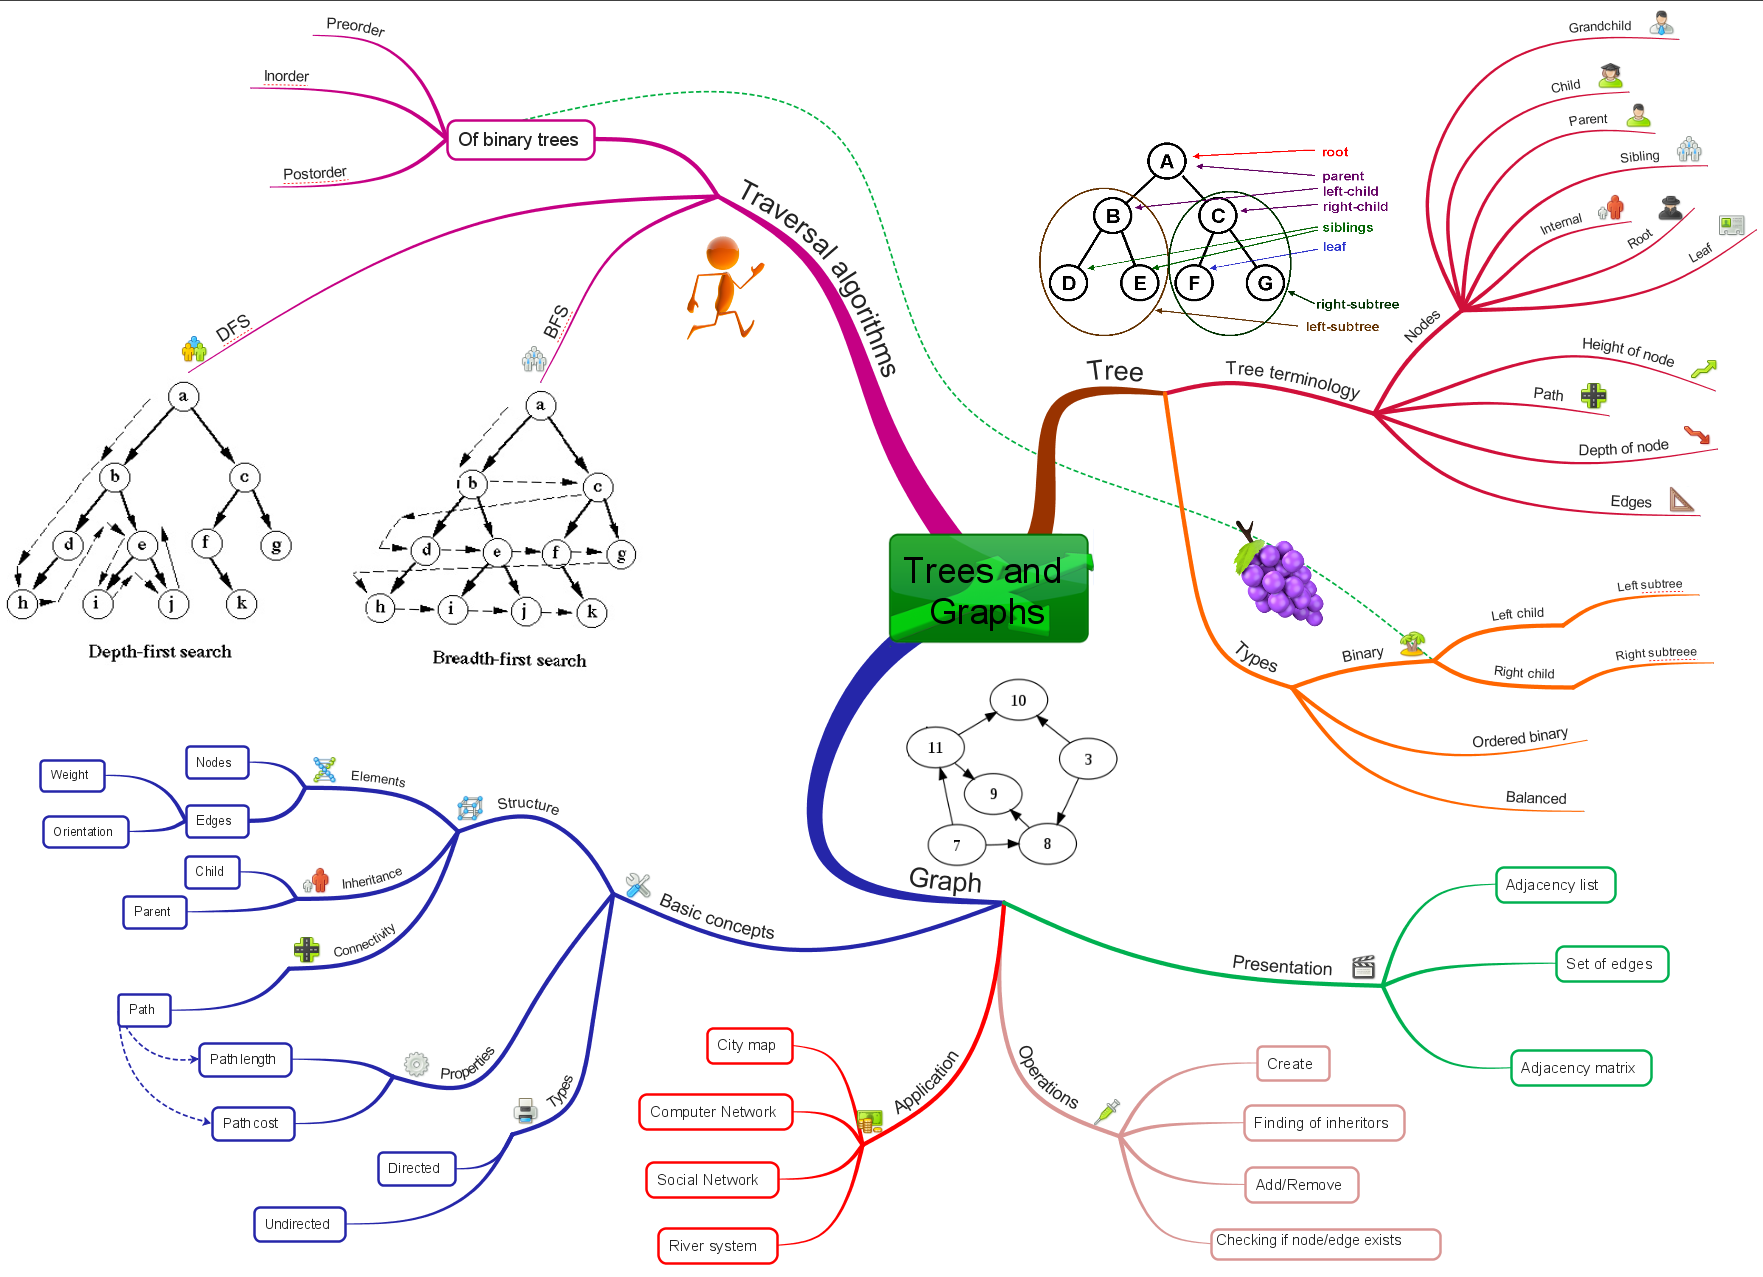 Preorder
Inorder
Postorder
Of binary trees
Traversal algorithms
DFS
BFS
a
b
c
d
e
f
g
h
i
j
k
Depth-first search
a
b
c
d
e
f
g
h
i
j
k
Breadth-first search
Trees and
Graphs
Tree
A
B
C
D
E
F
G
root
parent
left-child
right-child
siblings
leaf
right-subtree
left-subtree
Tree terminology
Nodes
Grandchild
Child
Parent
Sibling
Internal
Root
Leaf
Height of node
Path
Depth of node
Edges
Types
Binary
Left child
Left subtree
Right child
Right subtreee
Ordered binary
Balanced
Graph
10
11
3
9
7
8
Basic concepts
Structure
Elements
Nodes
Edges
Weight
Orientation
Inheritance
Child
Parent
Connectivity
Path
Properties
Path length
Path cost
Types
Directed
Undirected
Application
City map
Computer Network
Social Network
River system
Operations
Create
Finding of inheritors
Add/Remove
Checking if node/edge exists
Presentation
Adjacency list
Set of edges
Adjacency matrix